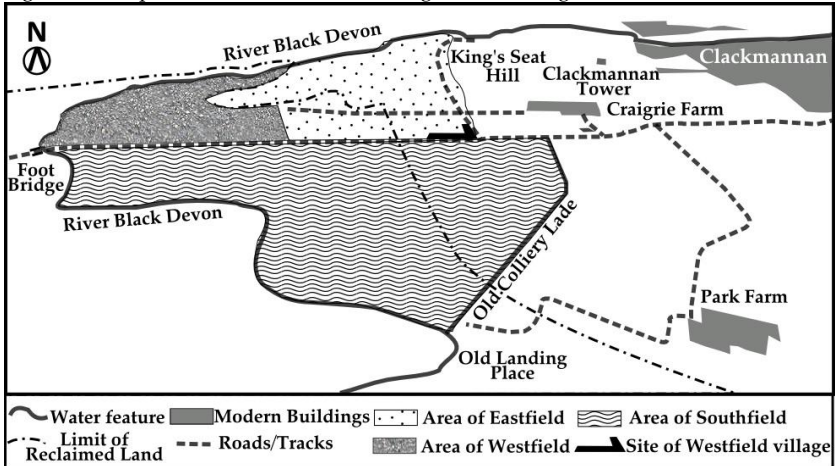 N
River Black Devon
King's Seat
Hill
Clackmannan
Clackmannan
Tower
Craigrie Farm
Foot
Bridge
River Black Devon
Old Colliery Lade
Park Farm
Old Landing
Place
Water feature
Modern Buildings
Area of Eastfield
Area of Southfield
Limit of
Reclaimed Land
Roads/Tracks
Area of Westfield
Site of Westfield village